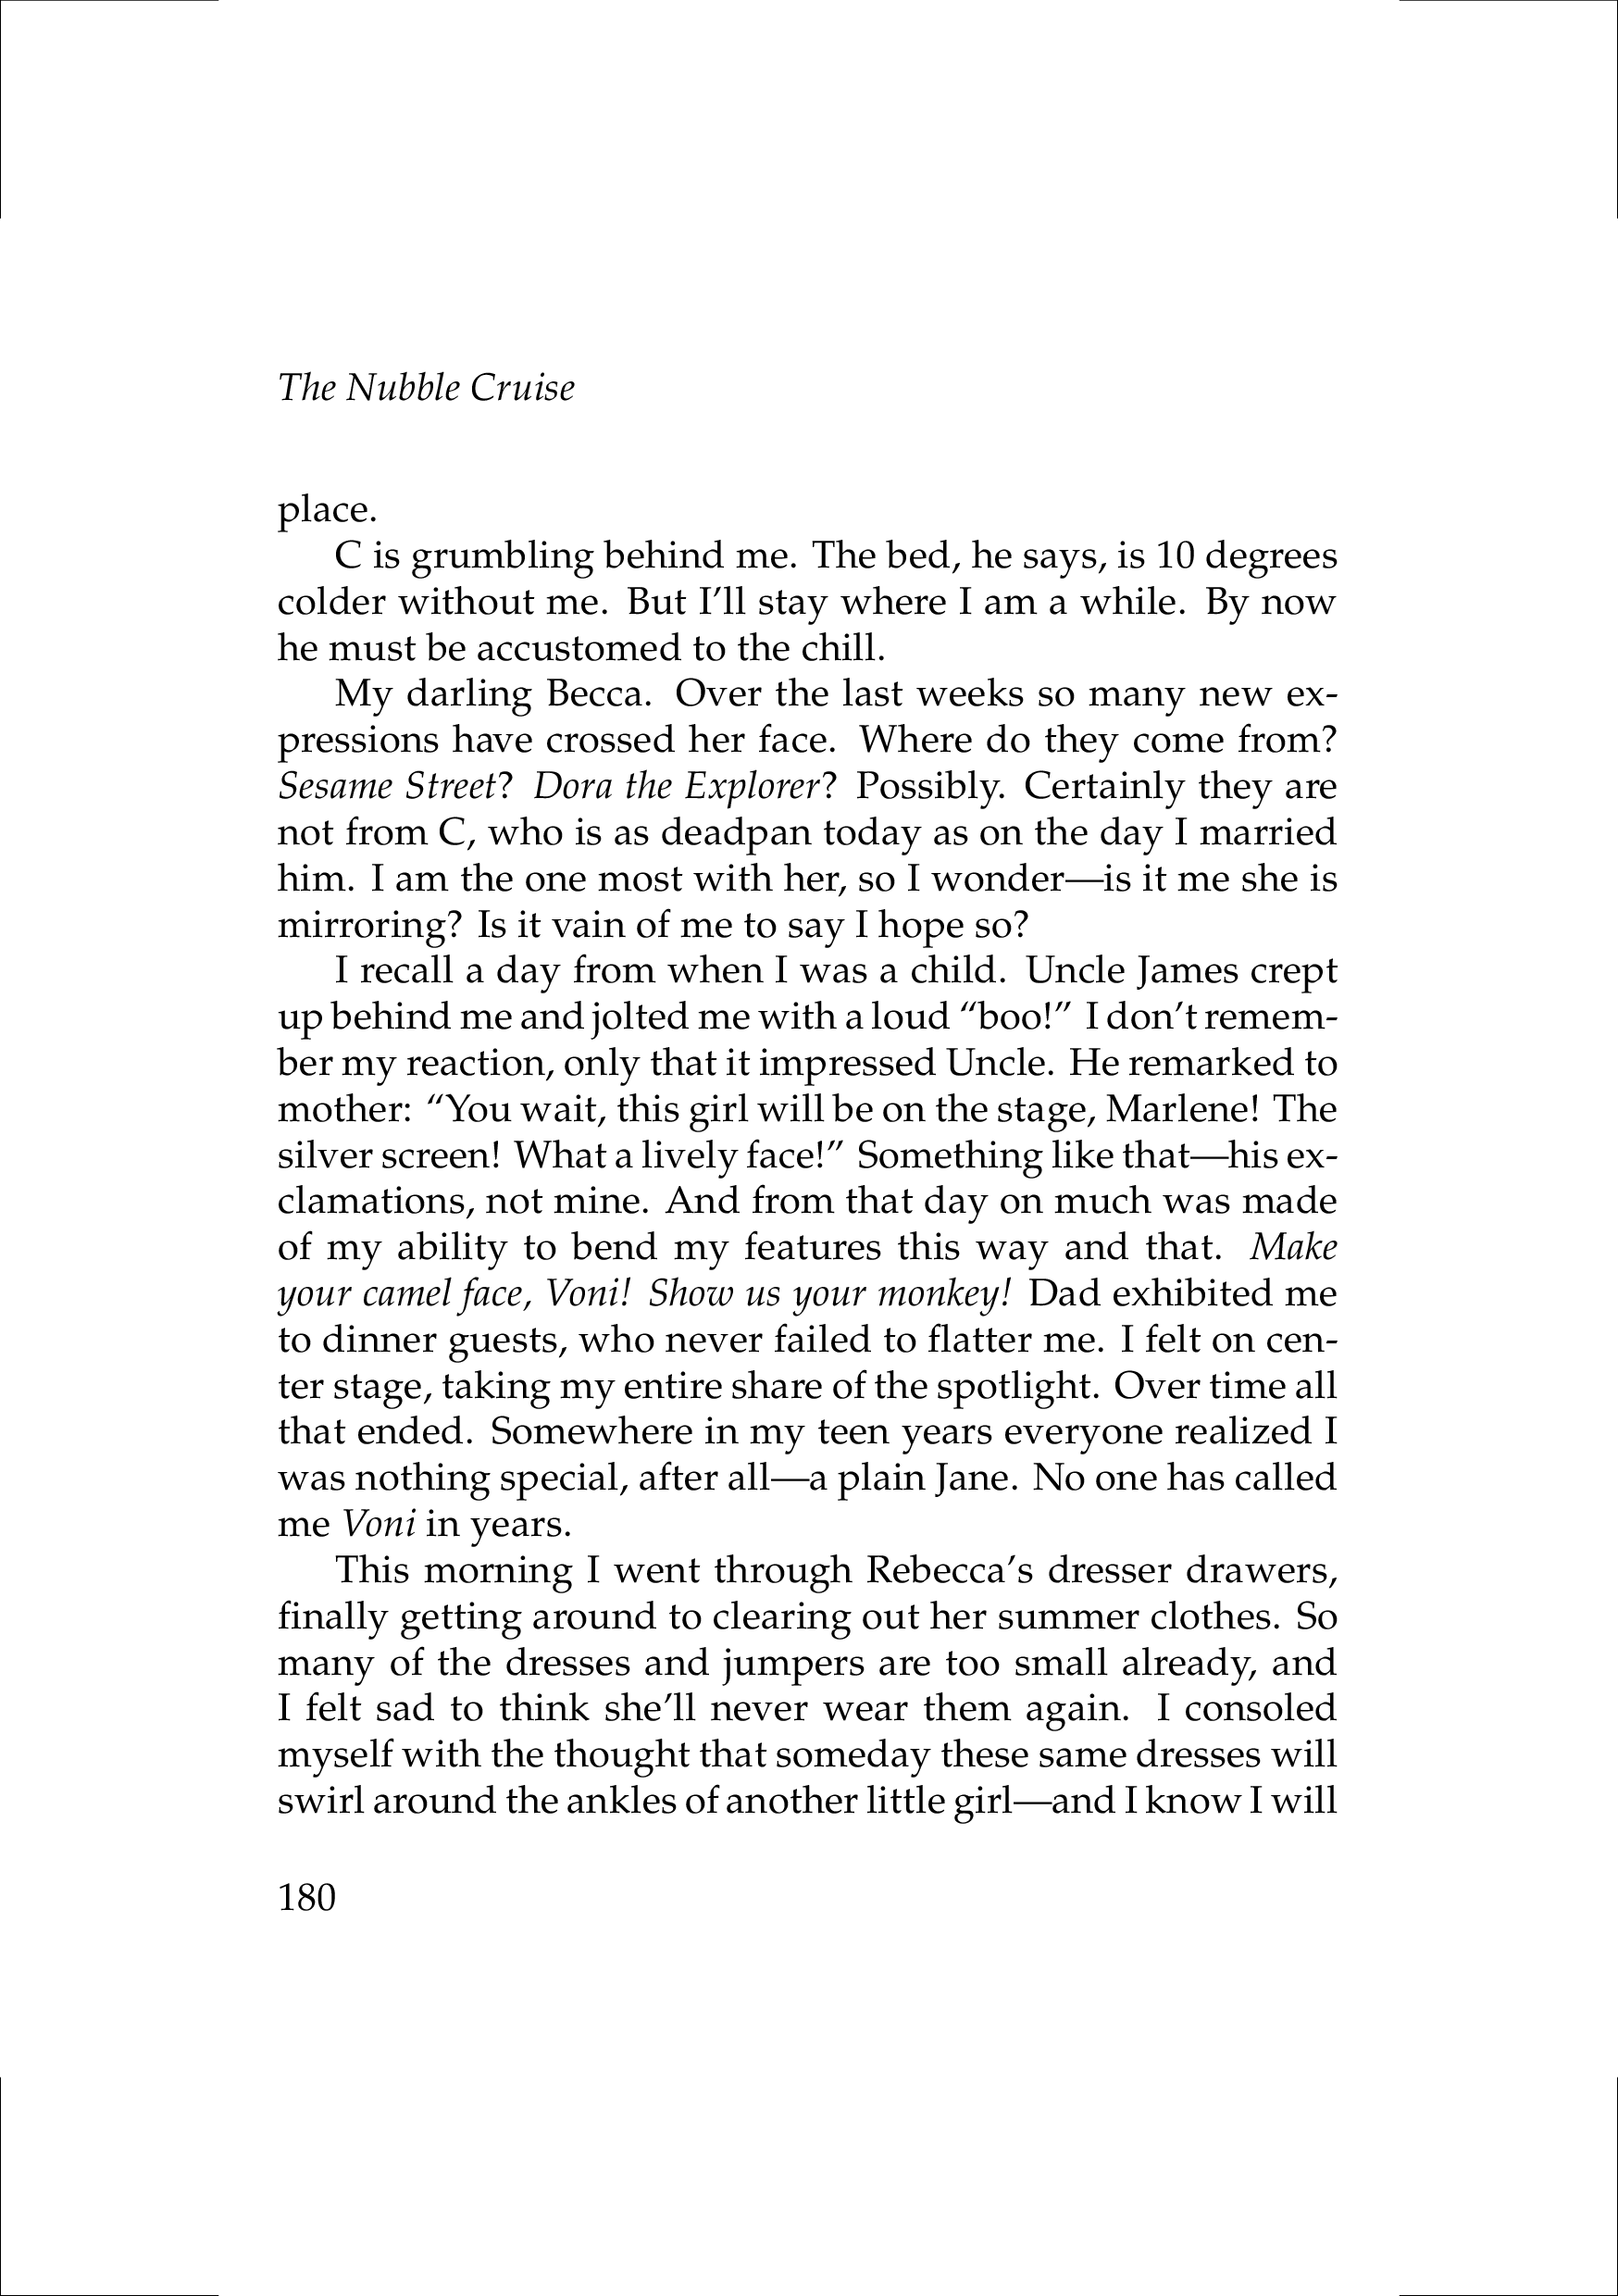 The Nubble Cruise
place.
C is grumbling behind me. The bed, he says, is 10 degrees
colder without me. But I’ll stay where I am a while. By now
he must be accustomed to the chill.
My darling Becca. Over the last weeks so many new ex-
pressions have crossed her face. Where do they come from?
Sesame Street? Dora the Explorer? Possibly. Certainly they are
not from C, who is as deadpan today as on the day I married
him. I am the one most with her, so I wonder—is it me she is
mirroring? Is it vain of me to say I hope so?
I recall a day from when I was a child. Uncle James crept
up behind me and jolted me with a loud “boo!” I don’t remem-
ber my reaction, only that it impressed Uncle. He remarked to
mother: “You wait, this girl will be on the stage, Marlene! The
silver screen! What a lively face!” Something like that—his ex-
clamations, not mine. And from that day on much was made
of my ability to bend my features this way and that. Make
your camel face, Voni! Show us your monkey! Dad exhibited me
to dinner guests, who never failed to flatter me. I felt on cen-
ter stage, taking my entire share of the spotlight. Over time all
that ended. Somewhere in my teen years everyone realized I
was nothing special, after all—a plain Jane. No one has called
me Voni in years.
This morning I went through Rebecca’s dresser drawers,
finally getting around to clearing out her summer clothes. So
many of the dresses and jumpers are too small already, and
I felt sad to think she’ll never wear them again. I consoled
myself with the thought that someday these same dresses will
swirl around the ankles of another little girl—and I know I will
180